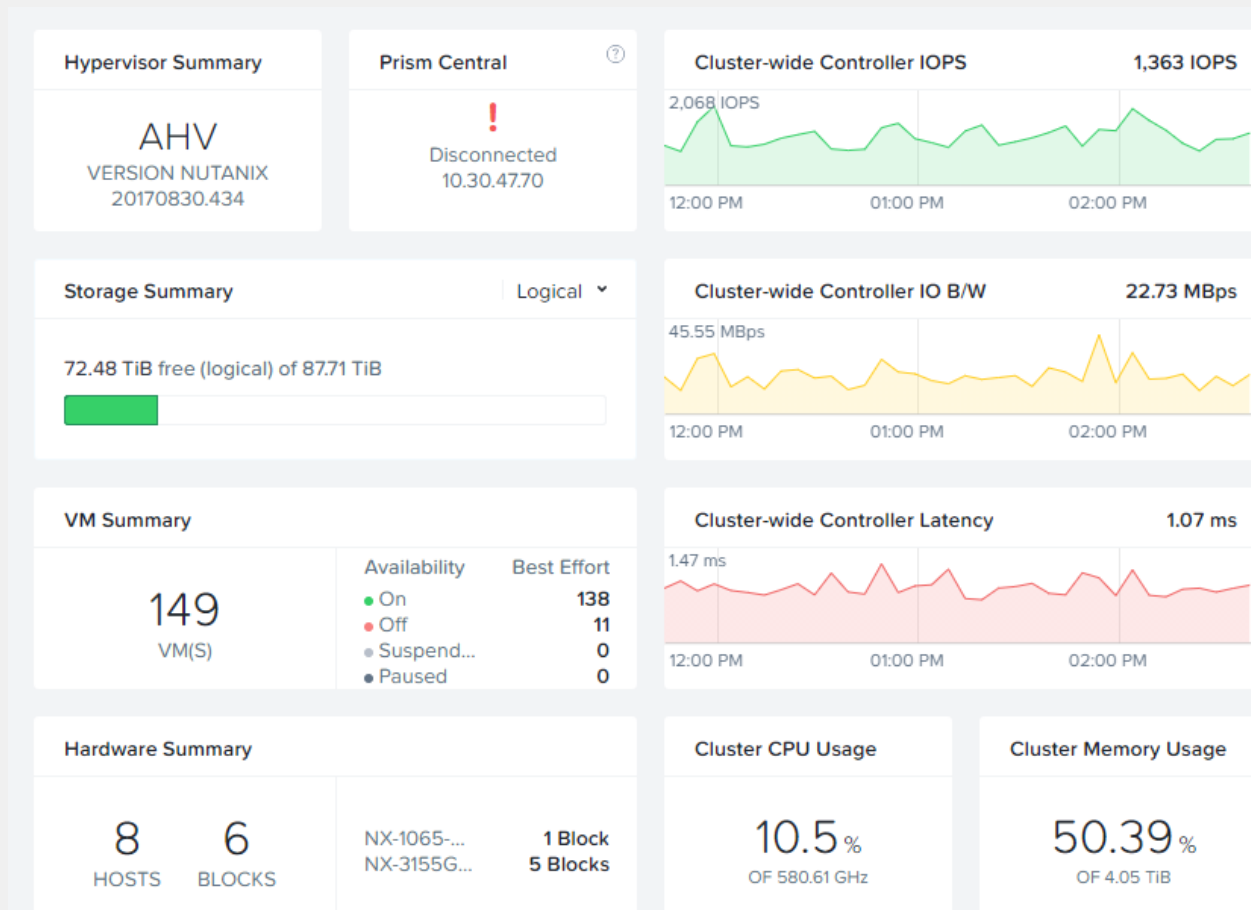 Hypervisor Summary
AHV
VERSION NUTANIX
20170830.434
Prism Central
?
!
Disconnected
10.30.47.70
Cluster-wide Controller IOPS 1,363 IOPS
2,068 IOPS
12:00 PM 01:00 PM 02:00 PM
Storage Summary Logical
72.48 TiB free (logical) of 87.71 TiB
Cluster-wide Controller IO B/W 22.73 MBps
45.55 MBps
12:00 PM 01:00 PM 02:00 PM
VM Summary
149
VM(S)
Availability Best Effort
On 138
Off 11
Suspend... 0
Paused 0
Cluster-wide Controller Latency 1.07 ms
1.47 ms
12:00 PM 01:00 PM 02:00 PM
Hardware Summary
8
HOSTS
6
BLOCKS
NX-1065-... 1 Block
NX-3155G... 5 Blocks
Cluster CPU Usage
10.5 %
OF 580.61 GHz
Cluster Memory Usage
50.39 %
OF 4.05 TiB